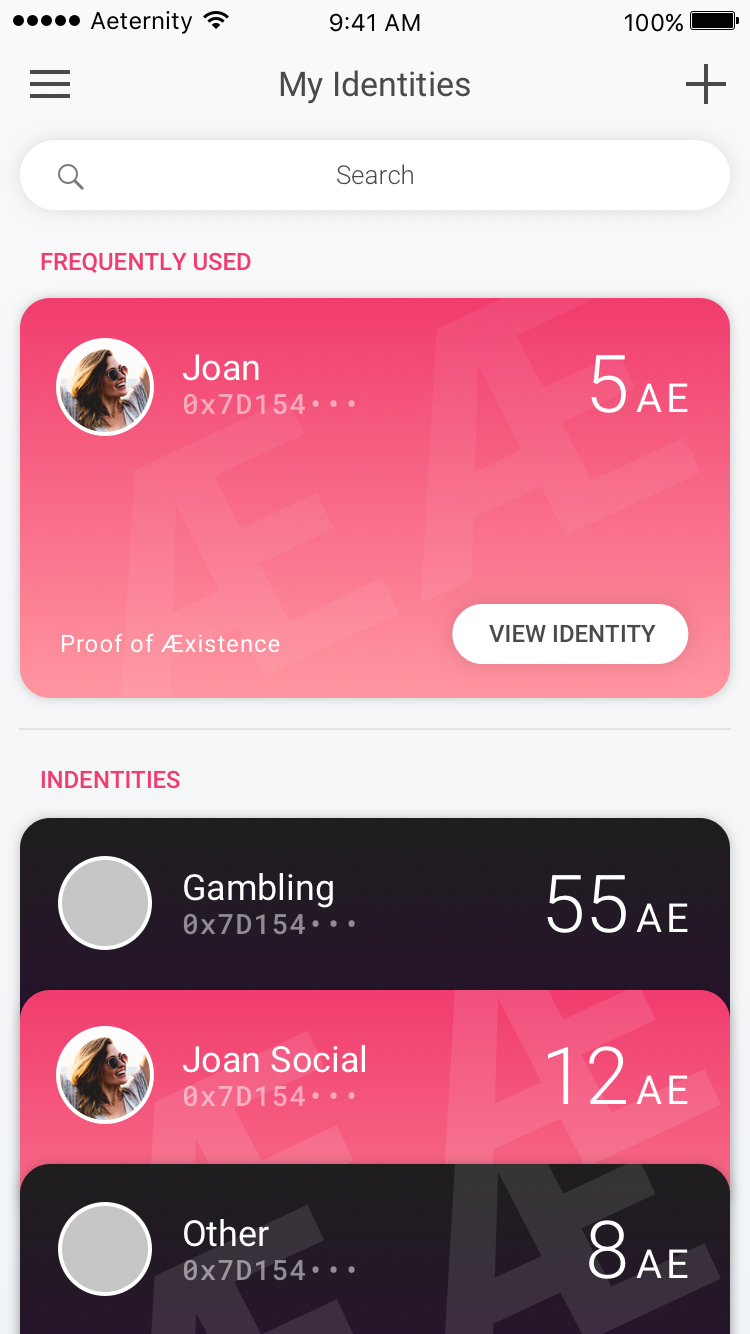 Aeternity 9:41 AM 100%
My Identities
Search
FREQUENTLY USED
Joan
0x7D154•••
5 AE
Proof of Æxistence
VIEW IDENTITY
INDENTITIES
Gambling
0x7D154•••
55 AE
Joan Social
0x7D154•••
12 AE
Other
0x7D154•••
8 AE